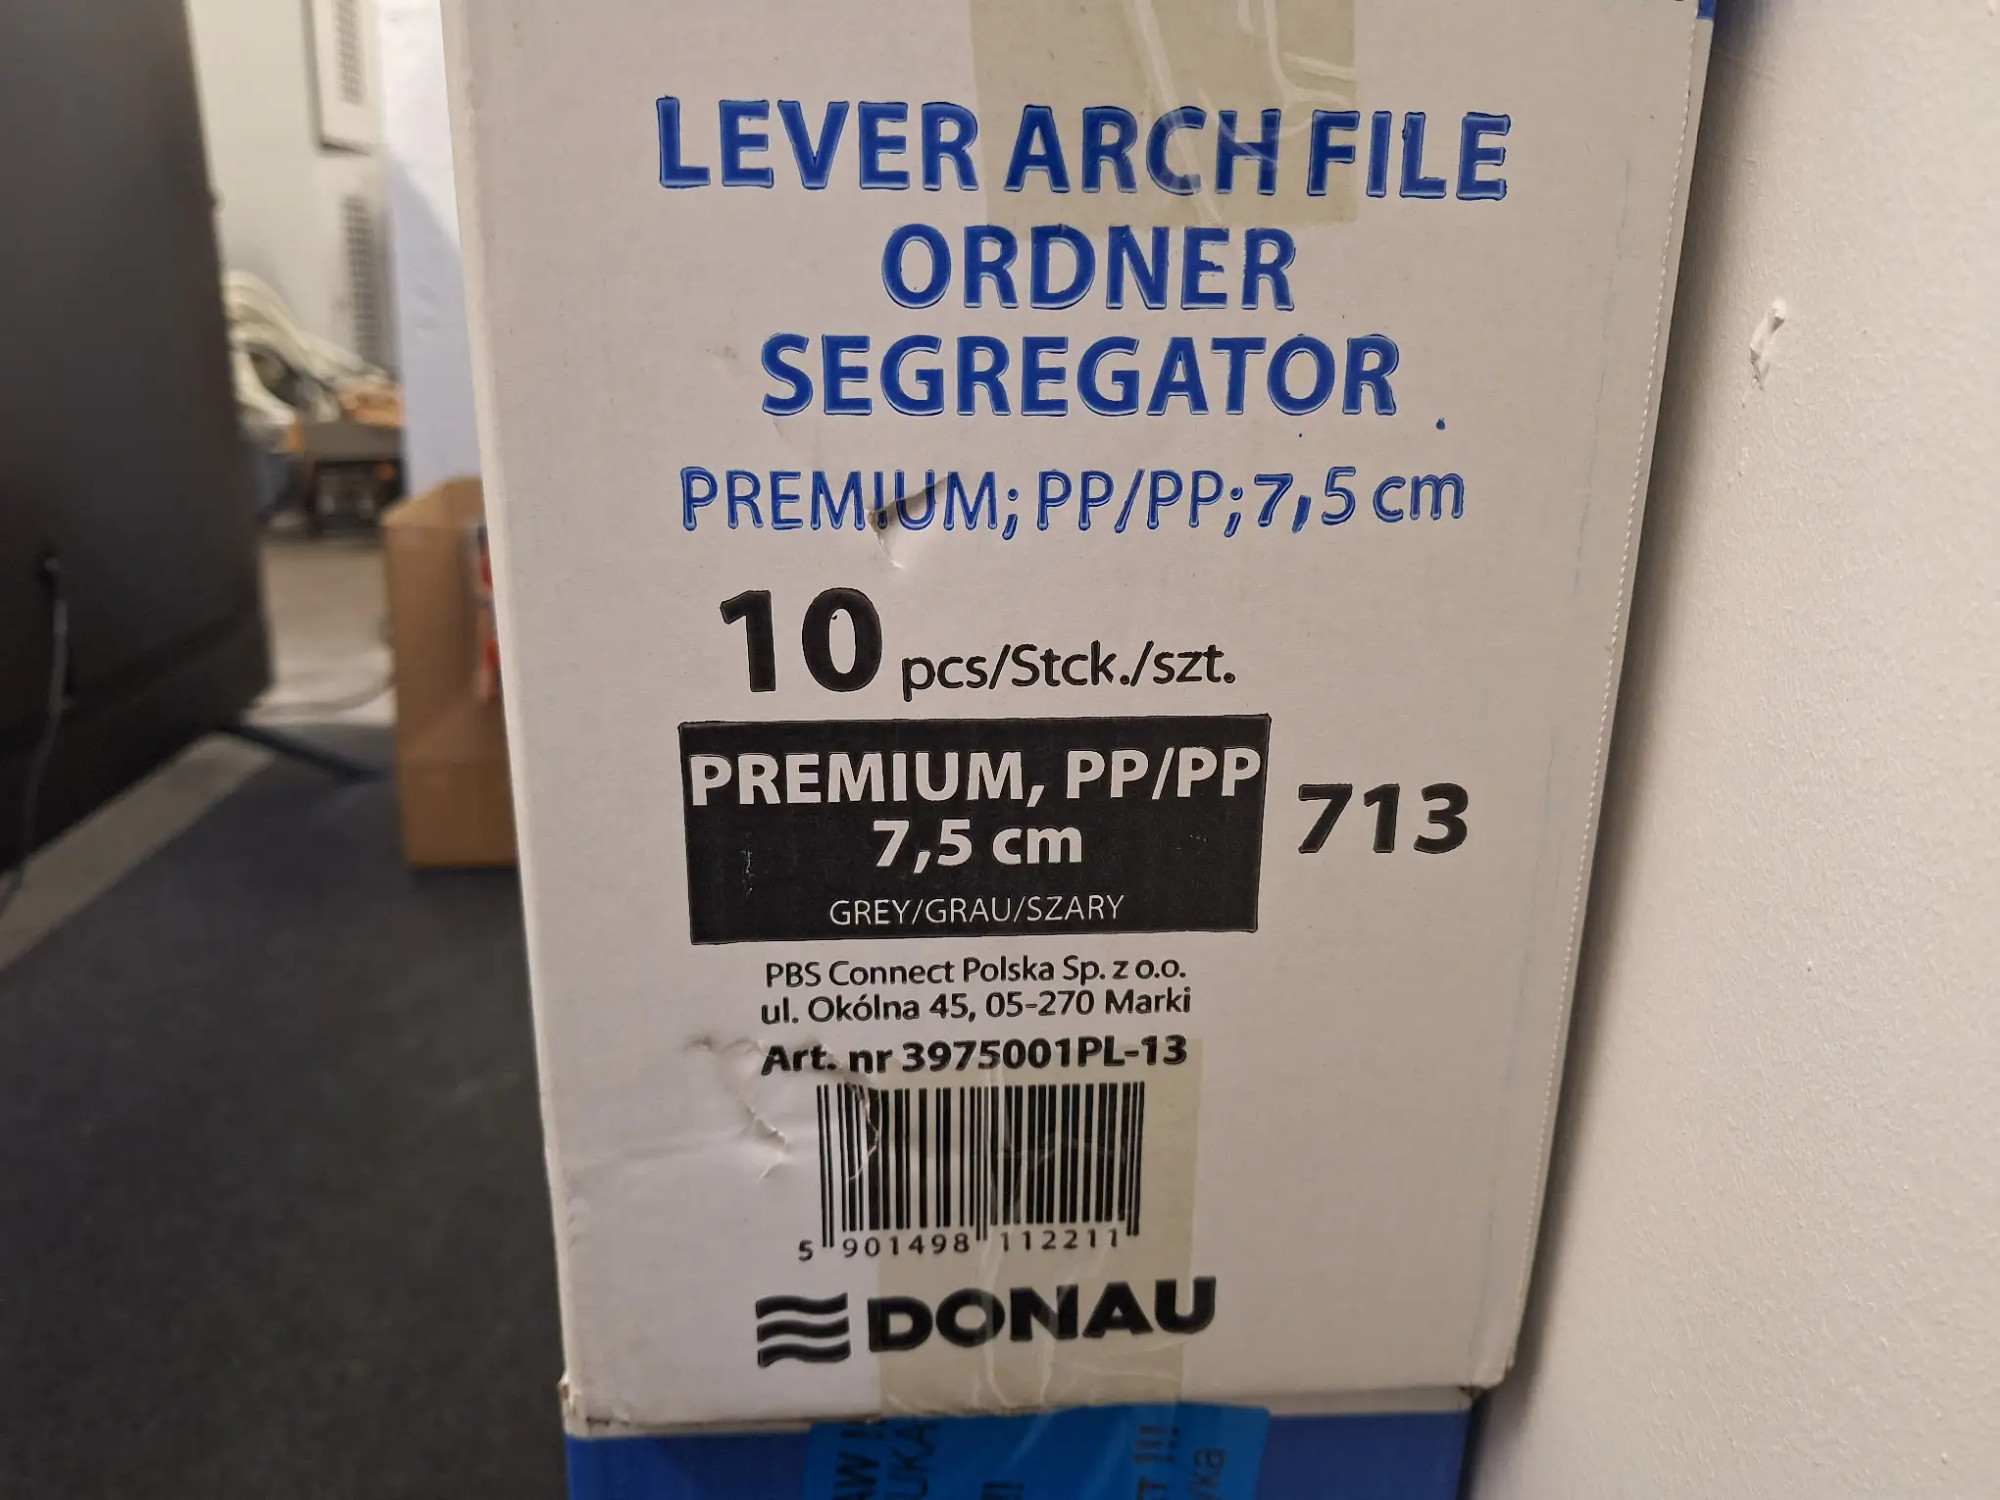 LEVER ARCH FILE
ORDNER
SEGREGATOR
PREMIUM; PP/PP; 7,5 cm
10 pcs/Stck./szt.
PREMIUM, PP/PP
7,5 cm
GREY/GRAU/SZARY
713
PBS Connect Polska Sp. z o.o.
ul. Okólna 45, 05-270 Marki
Art. nr 3975001PL-13
5 901498 112211
DONAU